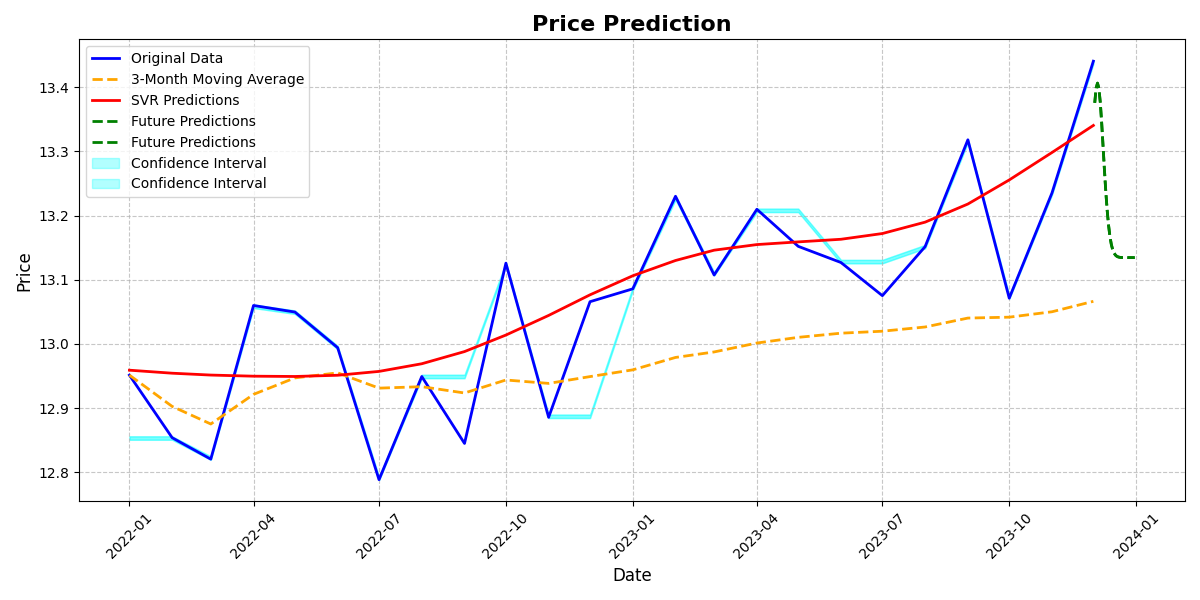 Price Prediction
Original Data
3-Month Moving Average
SVR Predictions
Future Predictions
Future Predictions
Confidence Interval
Confidence Interval
Price
13.4
13.3
13.2
13.1
13.0
12.9
12.8
2022-01
2022-04
2022-07
2022-10
2023-01
2023-04
2023-07
2023-10
2024-01
Date